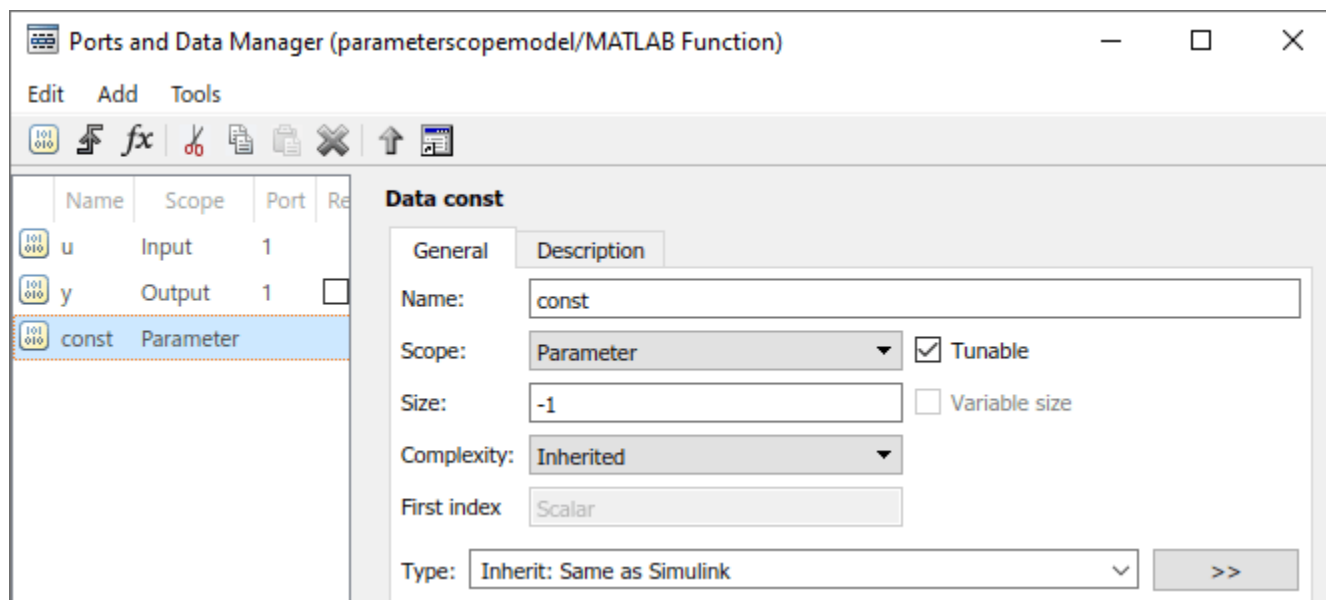 Ports and Data Manager (parameterscopemodel/MATLAB Function)
Edit Add Tools
fx
Name Scope Port Re
u Input 1
y Output 1
const Parameter
Data const
General Description
Name: const
Scope: Parameter Tunable
Size: -1 Variable size
Complexity: Inherited
First index Scalar
Type: Inherit: Same as Simulink >>